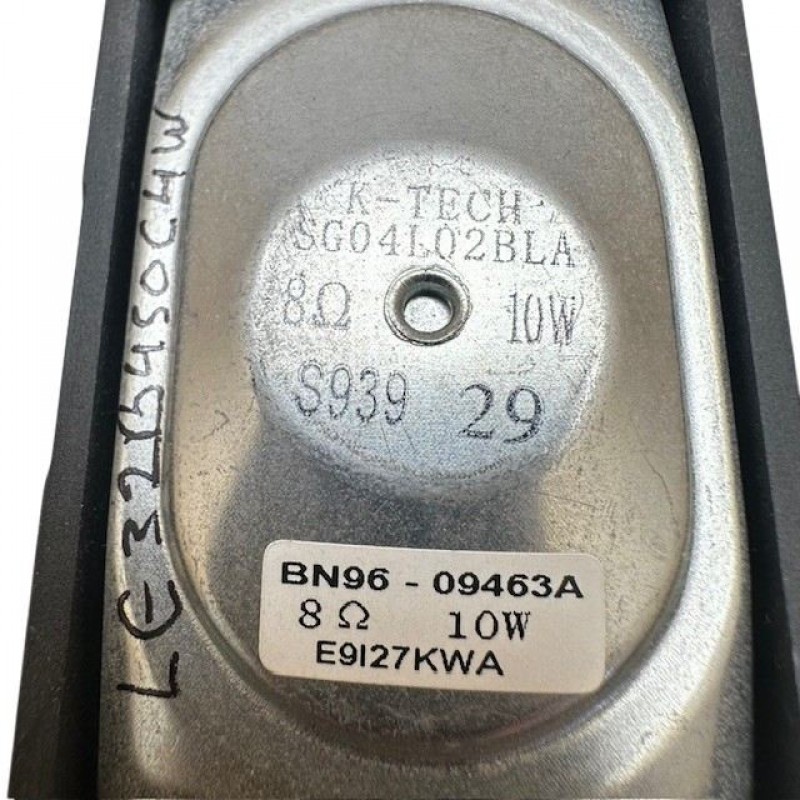 K-TECH
SG04L02BLA
8Ω 10W
S939 29
BN96 - 09463A
8 Ω 10W
E9I27KWA
LE32B450C4W